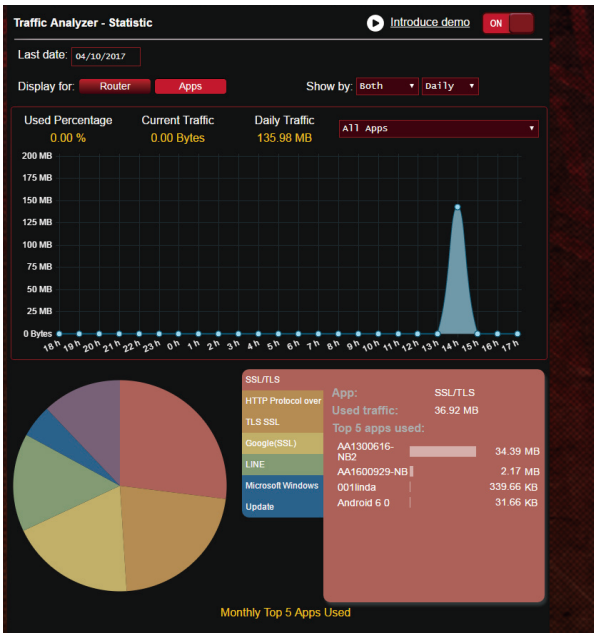 Traffic Analyzer - Statistic
Introduce demo
ON
Last date: 04/10/2017
Display for: Router Apps
Show by: Both Daily
Used Percentage Current Traffic Daily Traffic
0.00 % 0.00 Bytes 135.98 MB
All Apps
200 MB
175 MB
150 MB
125 MB
100 MB
75 MB
50 MB
25 MB
0 Bytes
18 h 19 h 20 h 21 h 22 h 23 h 0 h 1 h 2 h 3 h 4 h 5 h 6 h 7 h 8 h 9 h 10 h 11 h 12 h 13 h 14 h 15 h 16 h 17 h
SSL/TLS
HTTP Protocol over
TLS SSL
Google(SSL)
LINE
Microsoft Windows
Update
App: SSL/TLS
Used traffic: 36.92 MB
Top 5 apps used:
AA1300616-
NB2 34.39 MB
AA1600929-NB 2.17 MB
001linda 339.66 KB
Android 6 0 31.66 KB
Monthly Top 5 Apps Used